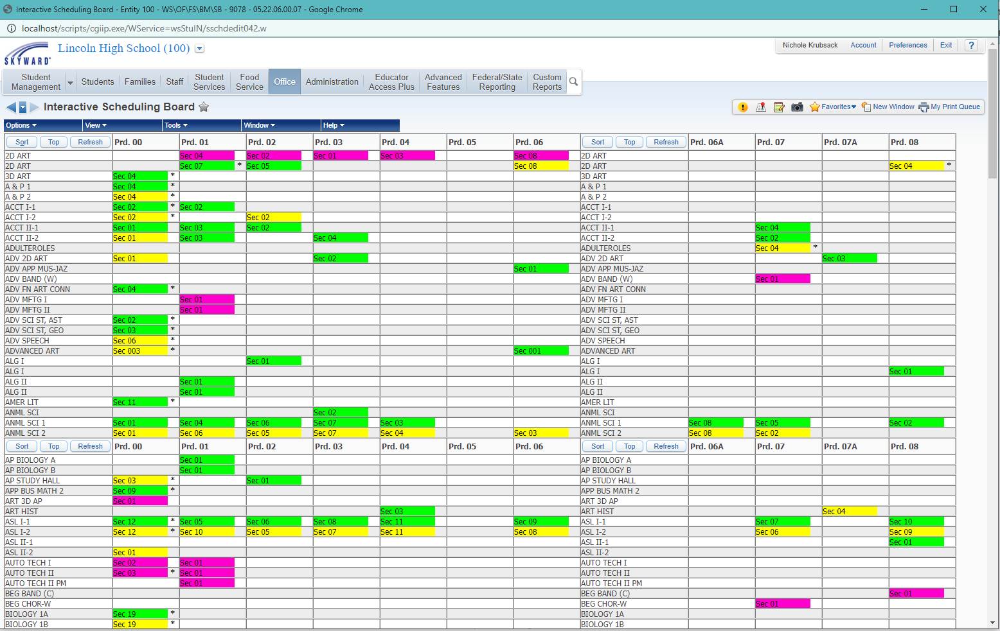 Interactive Scheduling Board - Entity 100 - WS\OF\FS\BM\SB - 9078 - 05.22.06.00.07 - Google Chrome
localhost/scripts/cgiip.exe/WService=wsStuIN/sschdedit042.w
SKYWARD
Lincoln High School (100)
Nichole Krubsack Account Preferences Exit ?
Student Management Students Families Staff Student Services Food Service Office Administration Educator Access Plus Advanced Features Federal/State Reporting Custom Reports
Interactive Scheduling Board
Favorites New Window My Print Queue
Options View Tools Window Help
Sort Top Refresh Prd. 00 Prd. 01 Prd. 02 Prd. 03 Prd. 04 Prd. 05 Prd. 06 Sort Top Refresh Prd. 06A Prd. 07 Prd. 07A Prd. 08
2D ART Sec 04 Sec 02 Sec 01 Sec 03 Sec 08 2D ART
2D ART Sec 07 * Sec 05 Sec 08 2D ART Sec 04 *
3D ART Sec 04 * 3D ART
A & P 1 Sec 04 * A & P 1
A & P 2 Sec 04 * A & P 2
ACCT I-1 Sec 02 * Sec 02 ACCT I-1
ACCT I-2 Sec 02 * Sec 02 ACCT I-2
ACCT II-1 Sec 01 Sec 03 Sec 02 ACCT II-1 Sec 04
ACCT II-2 Sec 01 Sec 03 Sec 04 ACCT II-2 Sec 02
ADULTEROLES ADULTEROLES Sec 04 *
ADV 2D ART Sec 01 Sec 02 ADV 2D ART Sec 03
ADV APP MUS-JAZ Sec 01 ADV APP MUS-JAZ
ADV BAND (W) ADV BAND (W) Sec 01
ADV FN ART CONN Sec 04 * ADV FN ART CONN
ADV MFTG I Sec 01 ADV MFTG I
ADV MFTG II Sec 01 ADV MFTG II
ADV SCI ST, AST Sec 02 * ADV SCI ST, AST
ADV SCI ST, GEO Sec 03 * ADV SCI ST, GEO
ADV SPEECH Sec 06 * ADV SPEECH
ADVANCED ART Sec 003 * Sec 001 ADVANCED ART
ALG I Sec 01 ALG I
ALG I ALG I Sec 01
ALG II Sec 01 ALG II
ALG II Sec 01 ALG II
AMER LIT Sec 11 * AMER LIT
ANML SCI Sec 02 ANML SCI
ANML SCI 1 Sec 01 Sec 04 Sec 06 Sec 07 Sec 03 ANML SCI 1 Sec 08 Sec 05 Sec 02
ANML SCI 2 Sec 01 Sec 06 Sec 05 Sec 07 Sec 04 Sec 03 ANML SCI 2 Sec 08 Sec 02
Sort Top Refresh Prd. 00 Prd. 01 Prd. 02 Prd. 03 Prd. 04 Prd. 05 Prd. 06 Sort Top Refresh Prd. 06A Prd. 07 Prd. 07A Prd. 08
AP BIOLOGY A Sec 01 AP BIOLOGY A
AP BIOLOGY B Sec 01 AP BIOLOGY B
AP STUDY HALL Sec 03 * Sec 01 AP STUDY HALL
APP BUS MATH 2 Sec 09 * APP BUS MATH 2
ART 3D AP Sec 01 ART 3D AP
ART HIST Sec 03 ART HIST Sec 04
ASL I-1 Sec 12 * Sec 05 Sec 06 Sec 08 Sec 11 Sec 09 ASL I-1 Sec 07 Sec 10
ASL I-2 Sec 12 * Sec 10 Sec 05 Sec 07 Sec 11 Sec 08 ASL I-2 Sec 06 Sec 09
ASL II-1 ASL II-1 Sec 01
ASL II-2 Sec 01 ASL II-2
AUTO TECH I Sec 02 Sec 01 AUTO TECH I
AUTO TECH II Sec 03 * Sec 01 AUTO TECH II
AUTO TECH II PM Sec 01 AUTO TECH II PM
BEG BAND (C) BEG BAND (C) Sec 01
BEG CHOR-W BEG CHOR-W Sec 01
BIOLOGY 1A Sec 19 * BIOLOGY 1A
BIOLOGY 1B Sec 19 * BIOLOGY 1B